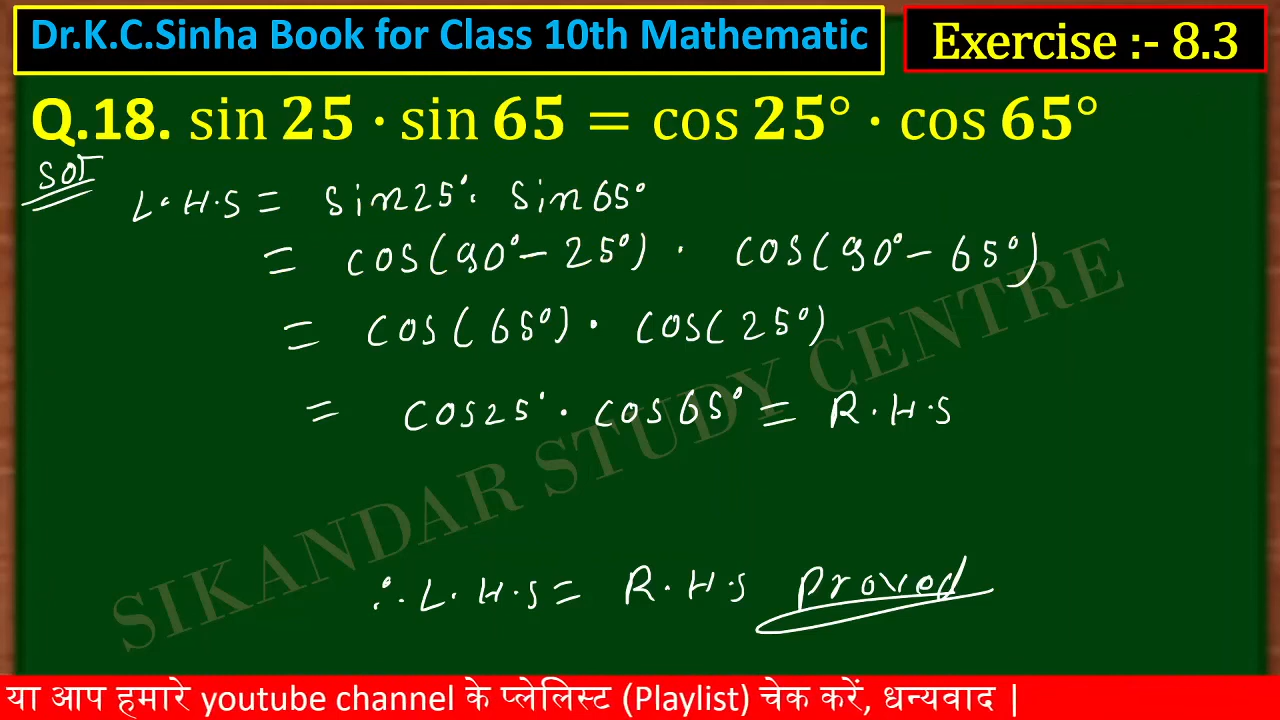 Dr.K.C.Sinha Book for Class 10th Mathematic
Exercise :- 8.3
Q.18. sin 25 · sin 65 = cos 25° · cos 65°
Sol
L.H.S = sin25°. sin65°
= cos(90°-25°) . cos(90°-65°)
= cos(65°) . cos(25°)
= cos25° . cos65° = R.H.S
∴ L.H.S = R.H.S proved
SIKANDAR STUDY CENTRE
या आप हमारे youtube channel के प्लेलिस्ट (Playlist) चेक करें, धन्यवाद |